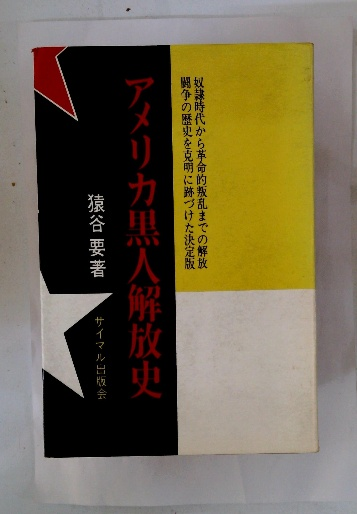 奴隷時代から革命的叛乱までの解放
闘争の歴史を克明に跡づけた決定版
アメリカ黒人解放史
猿谷 要著
サイマル出版会